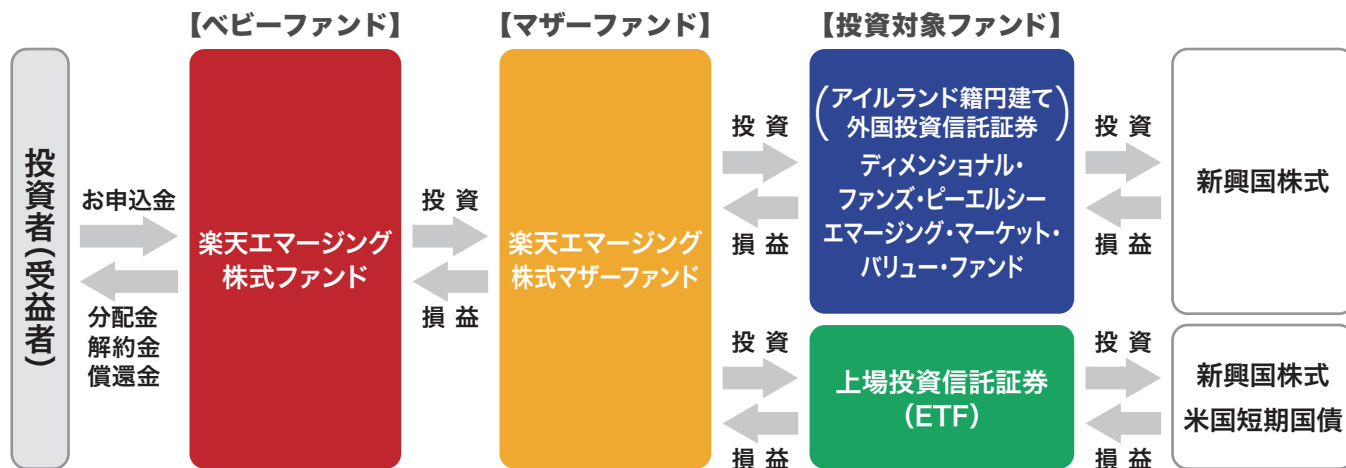 【ベビーファンド】
【マザーファンド】
【投資対象ファンド】
投資者(受益者)
お申込金
分配金
解約金
償還金
楽天エマージング
株式ファンド
投 資
損 益
楽天エマージング
株式マザーファンド
投 資
損 益
(アイルランド籍円建て
外国投資信託証券)
ディメンショナル・
ファンズ・ピーエルシー
エマージング・マーケット・
バリュー・ファンド
投 資
損 益
新興国株式
投 資
損 益
上場投資信託証券
(ETF)
投 資
損 益
新興国株式
米国短期国債